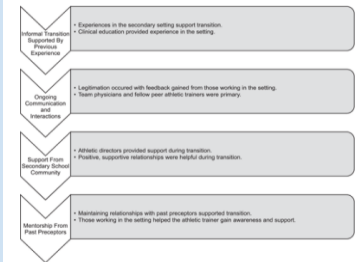 Informal Transition
Supported By
Previous
Experience
• Experiences in the secondary setting support transition.
• Clinical education provided experience in the setting.
Ongoing
Communication
and
Interactions
• Legitimation occured with feedback gained from those working in the setting.
• Team physicians and fellow peer athletic trainers were primary.
Support From
Secondary School
Community
• Athletic directors provided support during transition.
• Positive, supportive relationships were helpful during transition.
Mentorship From
Past Preceptors
• Maintaining relationships with past preceptors supported transition.
• Those working in the setting helped the athletic trainer gain awareness and support.